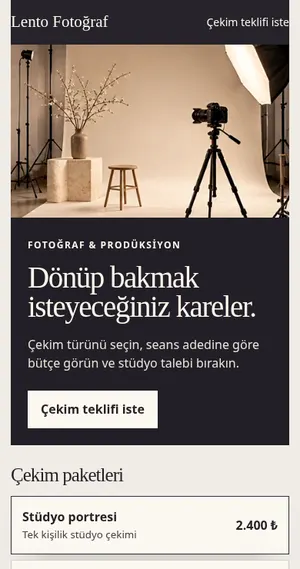 Lento Fotoğraf
Çekim teklifi iste
FOTOĞRAF & PRODÜKSİYON
Dönüp bakmak
isteyeceğiniz kareler.
Çekim türünü seçin, seans adedine göre
bütçe görün ve stüdyo talebi bırakın.
Çekim teklifi iste
Çekim paketleri
Stüdyo portresi
Tek kişilik stüdyo çekimi
2.400 ₺